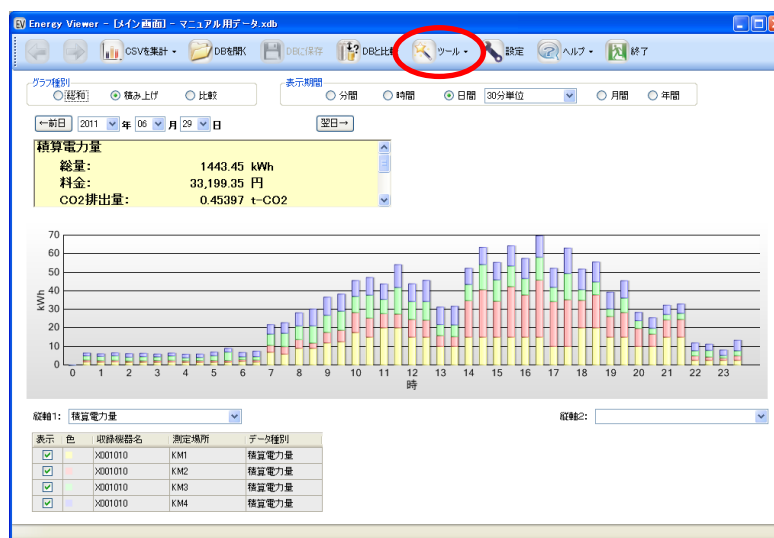 EV Energy Viewer - [メイン画面] - マニュアル用データ.xdb
CSVを集計 DBを開く DBに保存 DBと比較 ツール 設定 ヘルプ 終了
グラフ種別 表示期間
総和 積み上げ 比較 分間 時間 日間 30分単位 月間 年間
←前日 2011 年 06 月 29 日 翌日→
積算電力量
総量: 1443.45 kWh
料金: 33,199.35 円
CO2排出量: 0.45397 t-CO2
70
60
50
40
30
20
10
0
kWh
0 1 2 3 4 5 6 7 8 9 10 11 12 13 14 15 16 17 18 19 20 21 22 23
時
縦軸1: 積算電力量 縦軸2:
表示 色 収録機器名 測定場所 データ種別
X001010 KM1 積算電力量
X001010 KM2 積算電力量
X001010 KM3 積算電力量
X001010 KM4 積算電力量